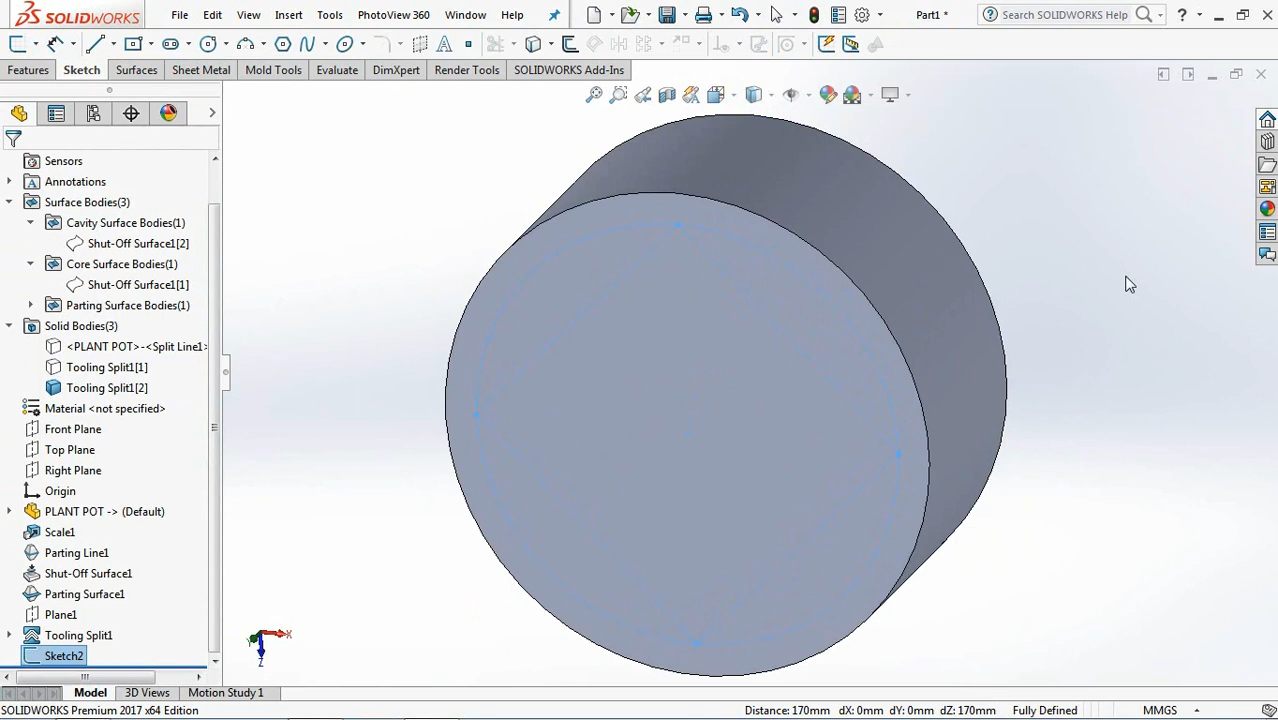 SOLIDWORKS File Edit View Insert Tools PhotoView 360 Window Help Part1 * Search SOLIDWORKS Help ?
Features Sketch Surfaces Sheet Metal Mold Tools Evaluate DimXpert Render Tools SOLIDWORKS Add-Ins
Sensors
Annotations
Surface Bodies(3)
Cavity Surface Bodies(1)
Shut-Off Surface1[2]
Core Surface Bodies(1)
Shut-Off Surface1[1]
Parting Surface Bodies(1)
Solid Bodies(3)
<PLANT POT>-<Split Line1>
Tooling Split1[1]
Tooling Split1[2]
Material <not specified>
Front Plane
Top Plane
Right Plane
Origin
PLANT POT -> (Default)
Scale1
Parting Line1
Shut-Off Surface1
Parting Surface1
Plane1
Tooling Split1
Sketch2
X
Y
Z
Model 3D Views Motion Study 1
SOLIDWORKS Premium 2017 x64 Edition Distance: 170mm dX: 0mm dY: 0mm dZ: 170mm Fully Defined MMGS